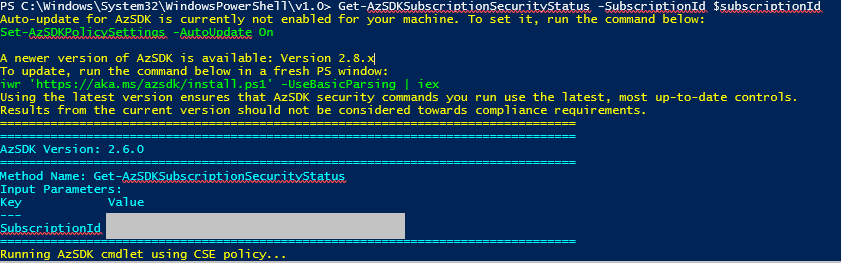 PS C:\Windows\System32\WindowsPowerShell\v1.0> Get-AzSDKSubscriptionSecurityStatus -SubscriptionId $subscriptionId
Auto-update for AzSDK is currently not enabled for your machine. To set it, run the command below:
Set-AzSDKPolicySettings -AutoUpdate On
A newer version of AzSDK is available: Version 2.8.x
To update, run the command below in a fresh PS window:
iwr 'https://aka.ms/azsdk/install.ps1' -UseBasicParsing | iex
Using the latest version ensures that AzSDK security commands you run use the latest, most up-to-date controls.
Results from the current version should not be considered towards compliance requirements.
================================================================================
================================================================================
AzSDK Version: 2.6.0
================================================================================
Method Name: Get-AzSDKSubscriptionSecurityStatus
Input Parameters:
Key Value
---
SubscriptionId
================================================================================
Running AzSDK cmdlet using CSE policy...